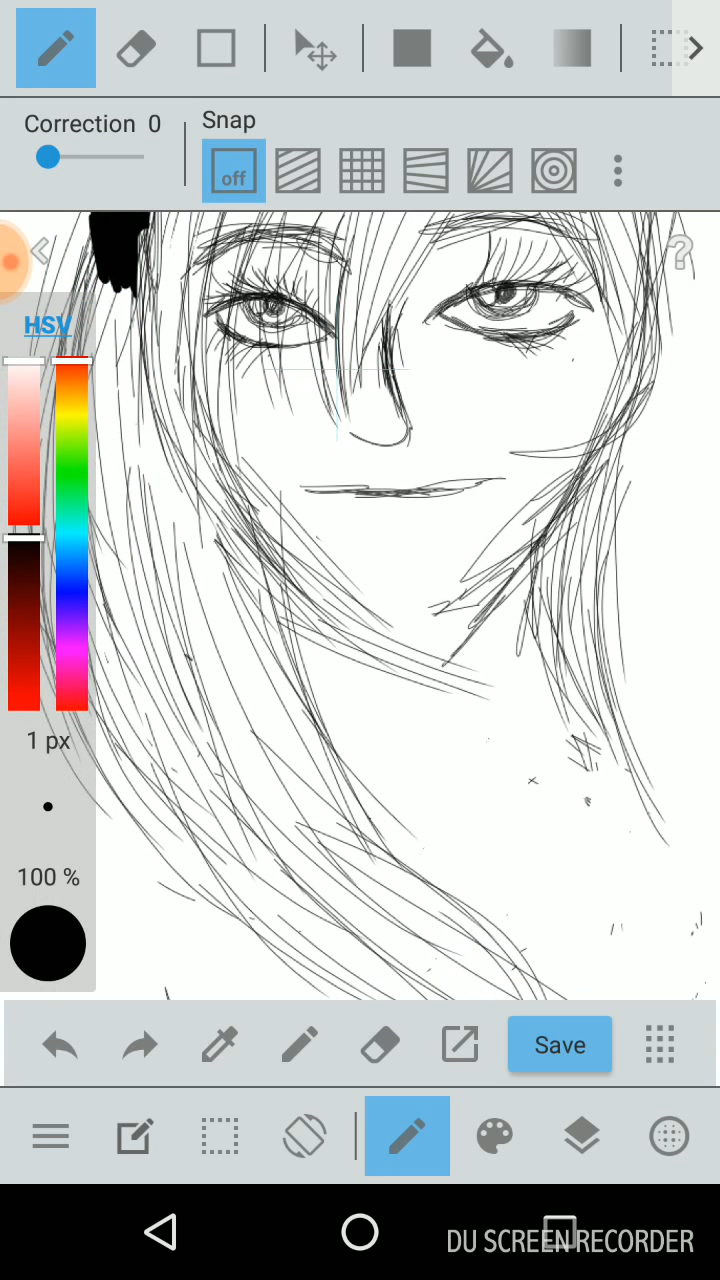 Correction 0
Snap
off
?
HSV
1 px
100 %
Save
DU SCREEN RECORDER